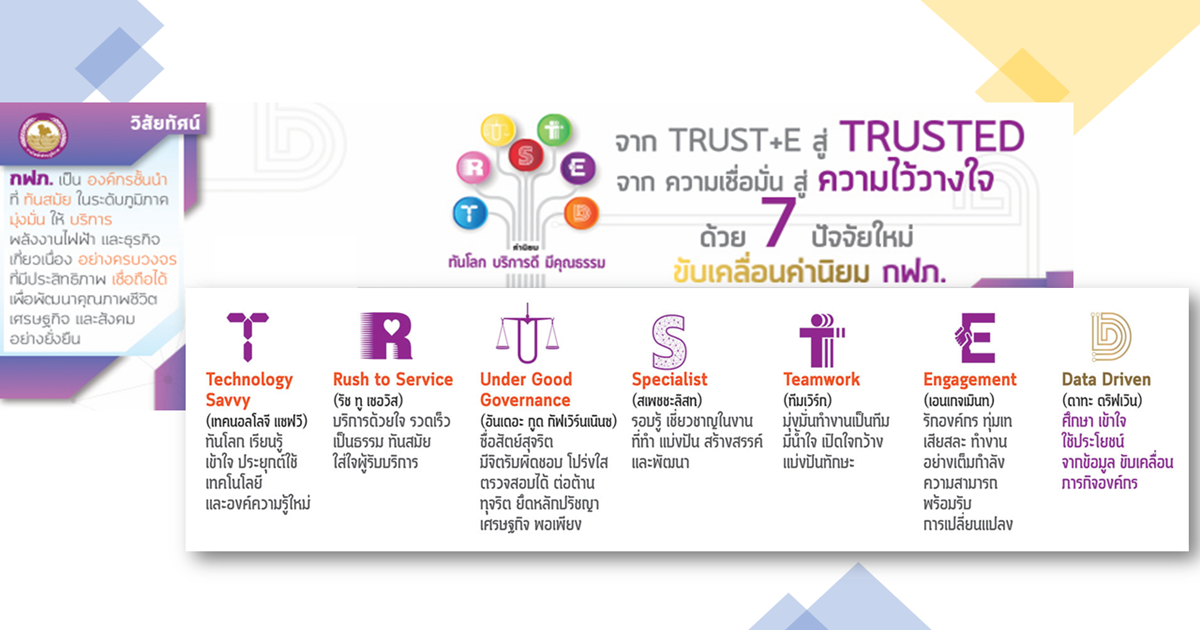 วิสัยทัศน์
กฟภ. เป็น องค์กรชั้นนำ
ที่ ทันสมัย ในระดับภูมิภาค
มุ่งมั่น ให้ บริการ
พลังงานไฟฟ้า และธุรกิจ
เกี่ยวเนื่อง อย่างครบวงจร
ที่มีประสิทธิภาพ เชื่อถือได้
เพื่อพัฒนาคุณภาพชีวิต
เศรษฐกิจ และสังคม
อย่างยั่งยืน
U T
R S E
T D
ค่านิยม
ทันโลก บริการดี มีคุณธรรม
จาก TRUST+E สู่ TRUSTED
จาก ความเชื่อมั่น สู่ ความไว้วางใจ
ด้วย 7 ปัจจัยใหม่
ขับเคลื่อนค่านิยม กฟภ.
T
Technology
Savvy
(เทคนอลโลจี แซฟวี)
ทันโลก เรียนรู้
เข้าใจ ประยุกต์ใช้
เทคโนโลยี
และองค์ความรู้ใหม่
R
Rush to Service
(รัช ทู เซอวิส)
บริการด้วยใจ รวดเร็ว
เป็นธรรม ทันสมัย
ใส่ใจผู้รับบริการ
U
Under Good
Governance
(อันเดอะ กูด กัฟเวิร์นเนินซ)
ซื่อสัตย์สุจริต
มีจิตรับผิดชอบ โปร่งใส
ตรวจสอบได้ ต่อต้าน
ทุจริต ยึดหลักปรัชญา
เศรษฐกิจ พอเพียง
S
Specialist
(สเพชชะลิสท)
รอบรู้ เชี่ยวชาญในงาน
ที่ทำ แบ่งปัน สร้างสรรค์
และพัฒนา
T
Teamwork
(ทีมเวิร์ก)
มุ่งมั่นทำงานเป็นทีม
มีน้ำใจ เปิดใจกว้าง
แบ่งปันทักษะ
E
Engagement
(เอนเกจเมินท)
รักองค์กร ทุ่มเท
เสียสละ ทำงาน
อย่างเต็มกำลัง
ความสามารถ
พร้อมรับ
การเปลี่ยนแปลง
D
Data Driven
(ดาทะ ดริฟเวิน)
ศึกษา เข้าใจ
ใช้ประโยชน์
จากข้อมูล ขับเคลื่อน
ภารกิจองค์กร